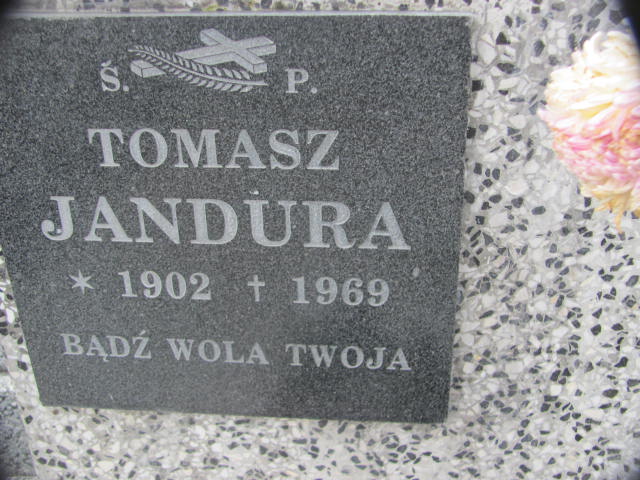 Ś. P.
TOMASZ
JANDURA
* 1902 † 1969
BĄDŹ WOLA TWOJA